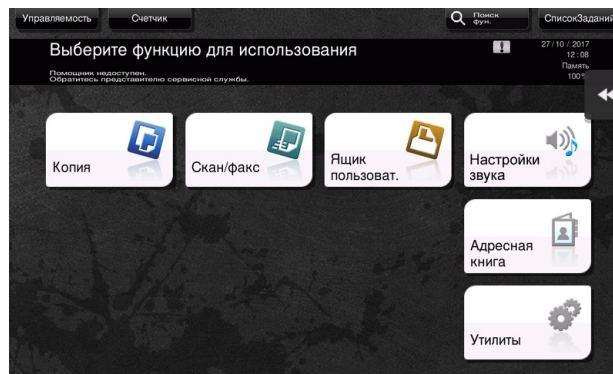 Управляемость
Счетчик
Поиск
фун.
СписокЗаданий
Выберите функцию для использования
27/10/2017
12:08
Память
100%
Помощник недоступен.
Обратитесь представителю сервисной службы.
Копия
Скан/факс
Ящик
пользоват.
Настройки
звука
Адресная
книга
Утилиты